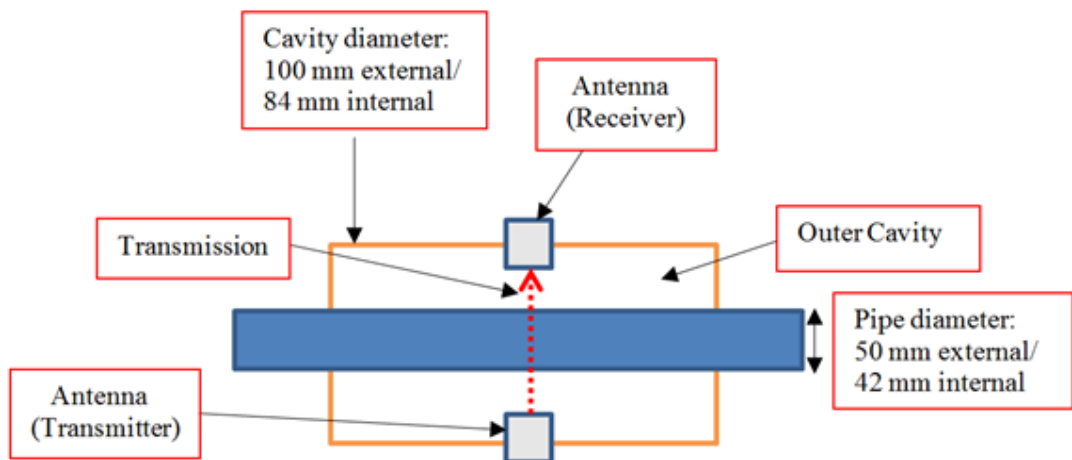 Cavity diameter:
100 mm external/
84 mm internal
Antenna
(Receiver)
Transmission
Outer Cavity
Pipe diameter:
50 mm external/
42 mm internal
Antenna
(Transmitter)